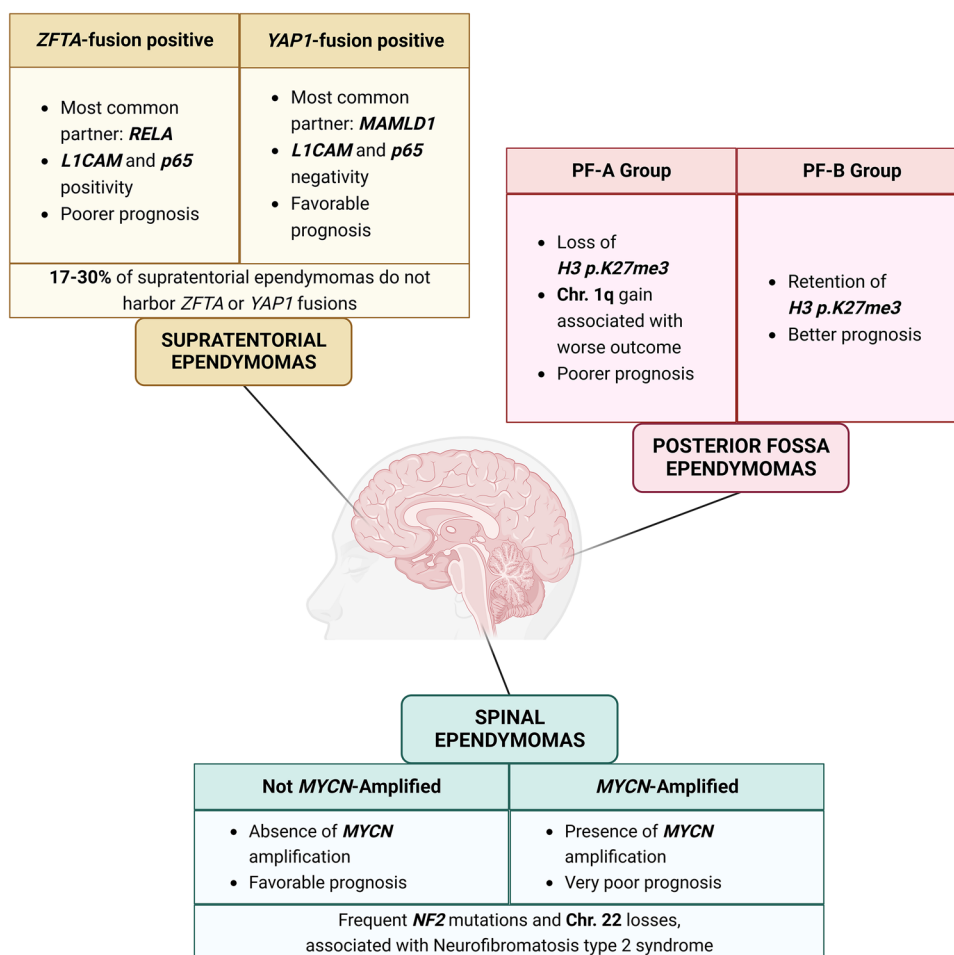 ZFTA-fusion positive
YAP1-fusion positive
• Most common
partner: RELA
• L1CAM and p65
positivity
• Poorer prognosis
• Most common
partner: MAMLD1
• L1CAM and p65
negativity
• Favorable
prognosis
17-30% of supratentorial ependymomas do not
harbor ZFTA or YAP1 fusions
SUPRATENTORIAL
EPENDYMOMAS
PF-A Group
PF-B Group
• Loss of
H3 p.K27me3
• Chr. 1q gain
associated with
worse outcome
• Poorer prognosis
• Retention of
H3 p.K27me3
• Better prognosis
POSTERIOR FOSSA
EPENDYMOMAS
SPINAL
EPENDYMOMAS
Not MYCN-Amplified
MYCN-Amplified
• Absence of MYCN
amplification
• Favorable prognosis
• Presence of MYCN
amplification
• Very poor prognosis
Frequent NF2 mutations and Chr. 22 losses,
associated with Neurofibromatosis type 2 syndrome